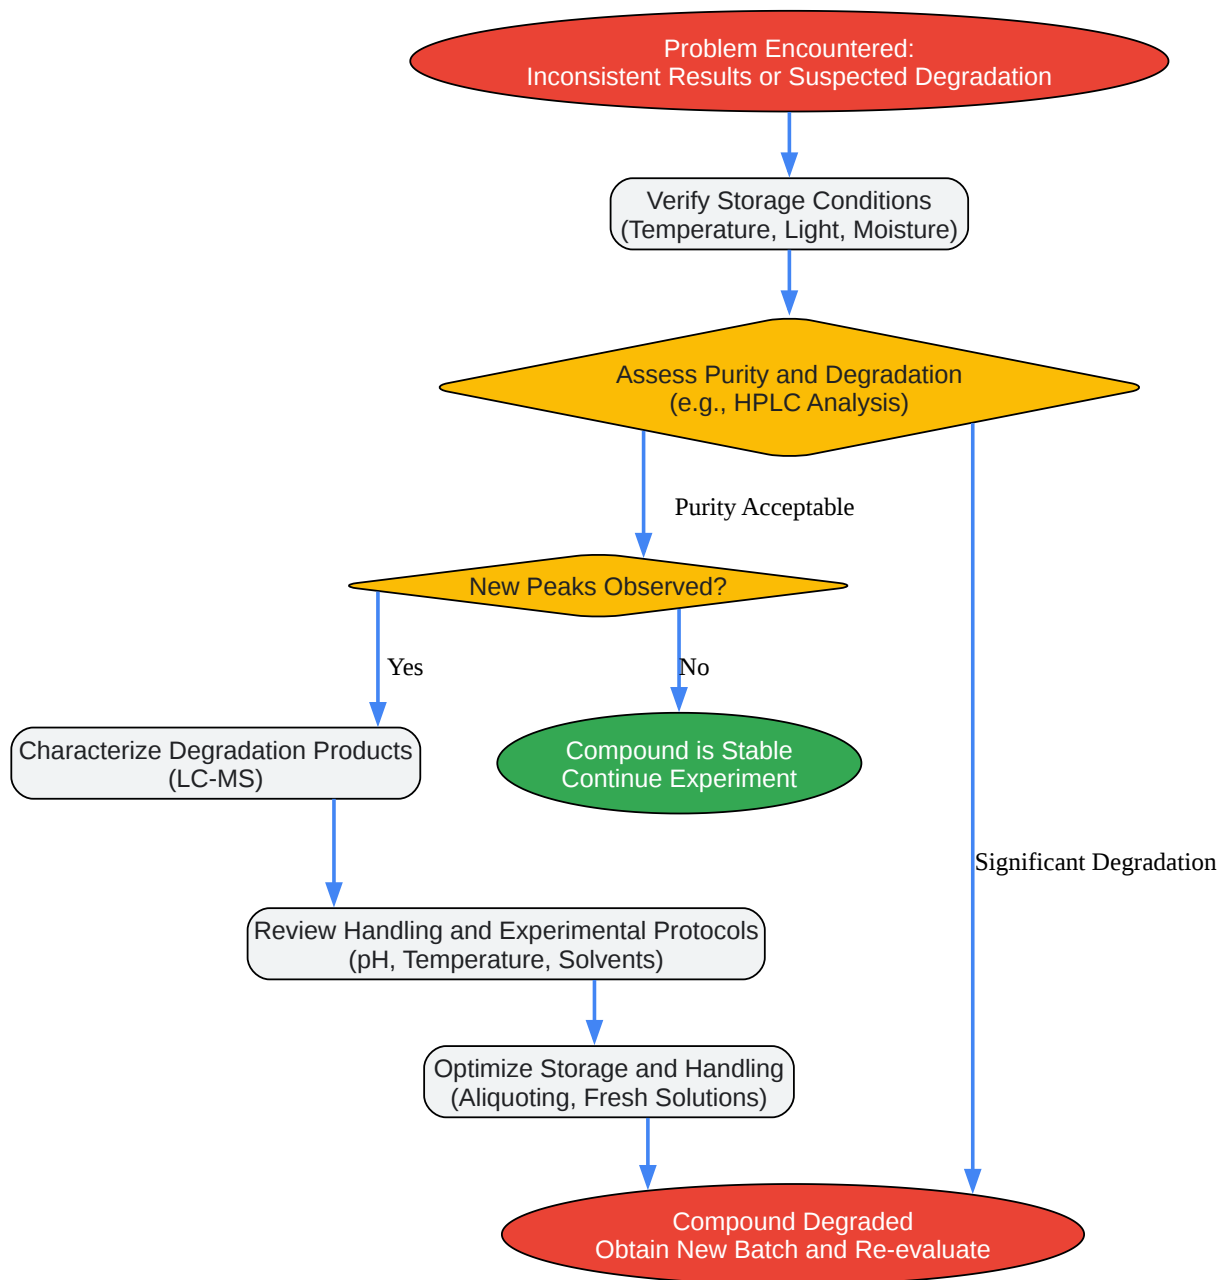 Problem Encountered:
Inconsistent Results or Suspected Degradation
Verify Storage Conditions
(Temperature, Light, Moisture)
Assess Purity and Degradation
(e.g., HPLC Analysis)
Purity Acceptable
New Peaks Observed?
Yes
No
Characterize Degradation Products
(LC-MS)
Compound is Stable
Continue Experiment
Significant Degradation
Review Handling and Experimental Protocols
(pH, Temperature, Solvents)
Optimize Storage and Handling
(Aliquoting, Fresh Solutions)
Compound Degraded
Obtain New Batch and Re-evaluate